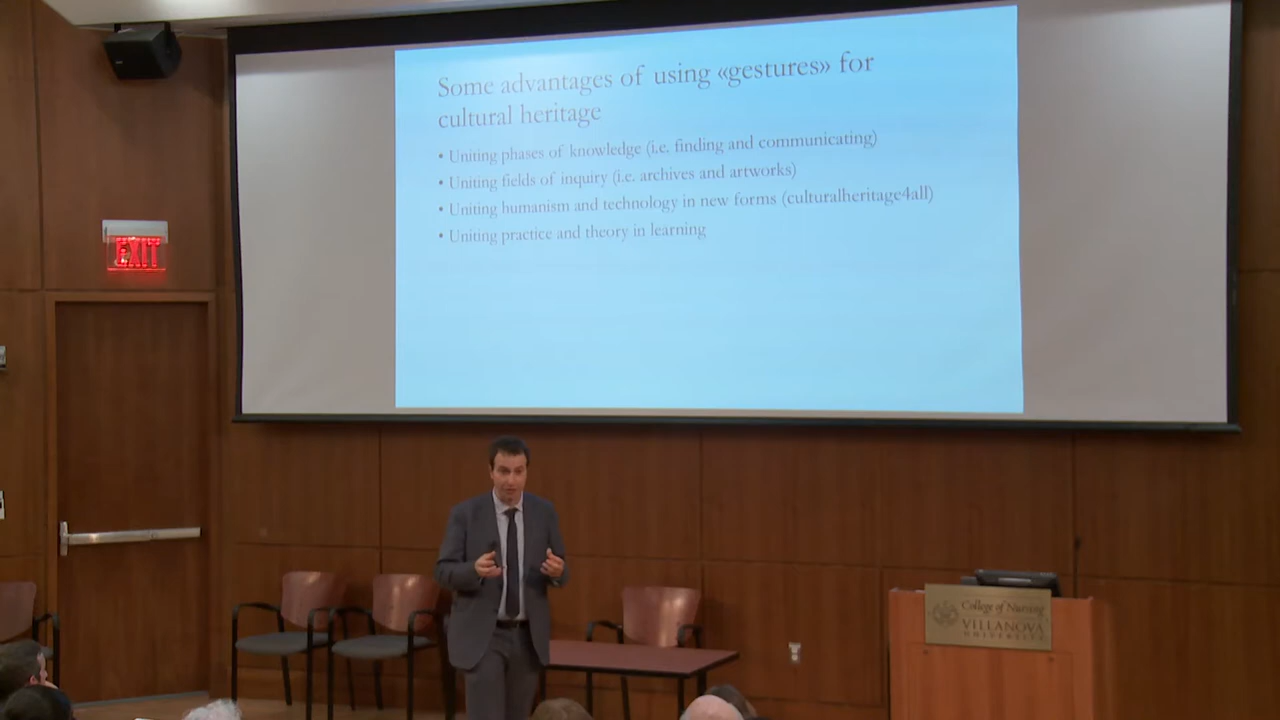 Some advantages of using «gestures» for
cultural heritage
• Uniting phases of knowledge (i.e. finding and communicating)
• Uniting fields of inquiry (i.e. archives and artworks)
• Uniting humanism and technology in new forms (culturalheritage4all)
• Uniting practice and theory in learning
EXIT
College of Nursing
VILLANOVA
UNIVERSITY